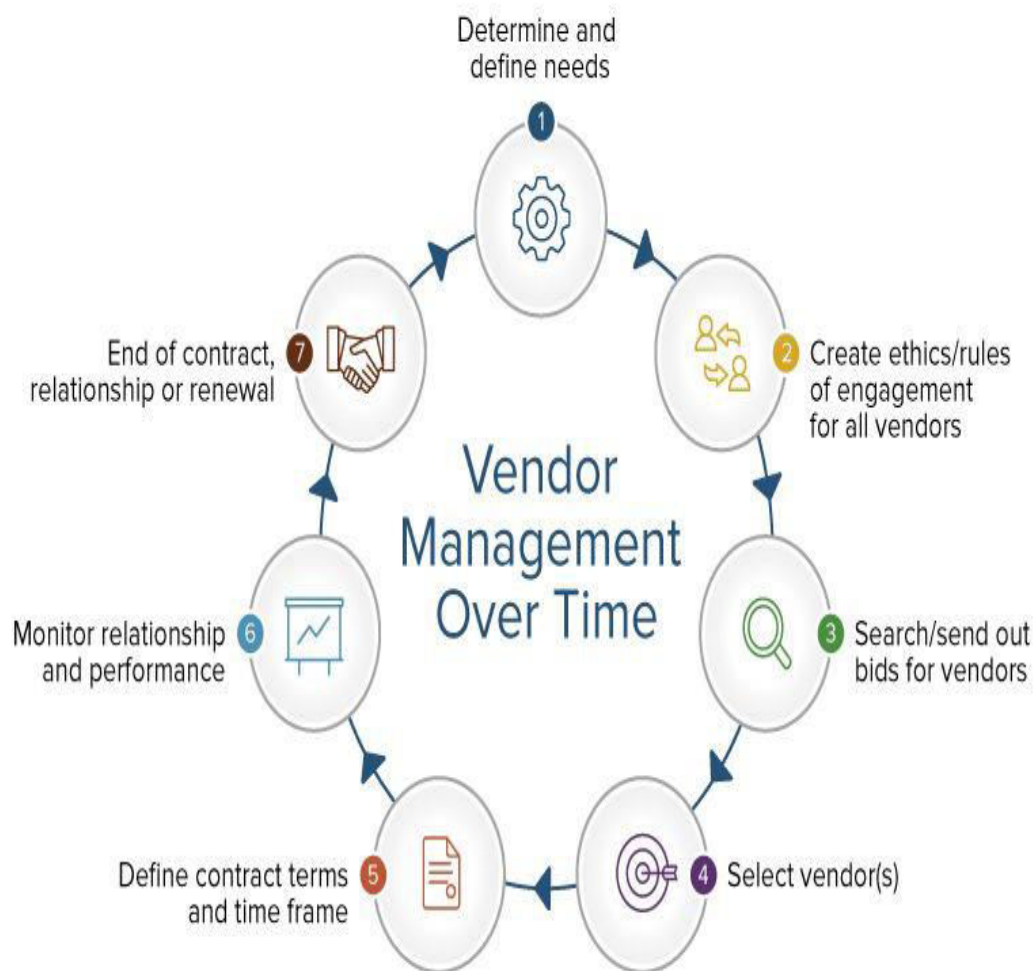 Determine and
define needs
1
2
Create ethics/rules
of engagement
for all vendors
3
Search/send out
bids for vendors
4
Select vendor(s)
5
Define contract terms
and time frame
6
Monitor relationship
and performance
7
End of contract,
relationship or renewal
Vendor
Management
Over Time